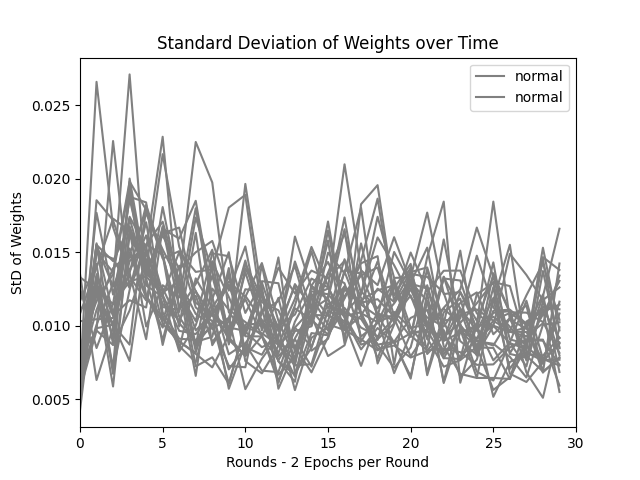 Standard Deviation of Weights over Time
normal
normal
0.025
0.020
0.015
0.010
0.005
StD of Weights
0 5 10 15 20 25 30
Rounds - 2 Epochs per Round